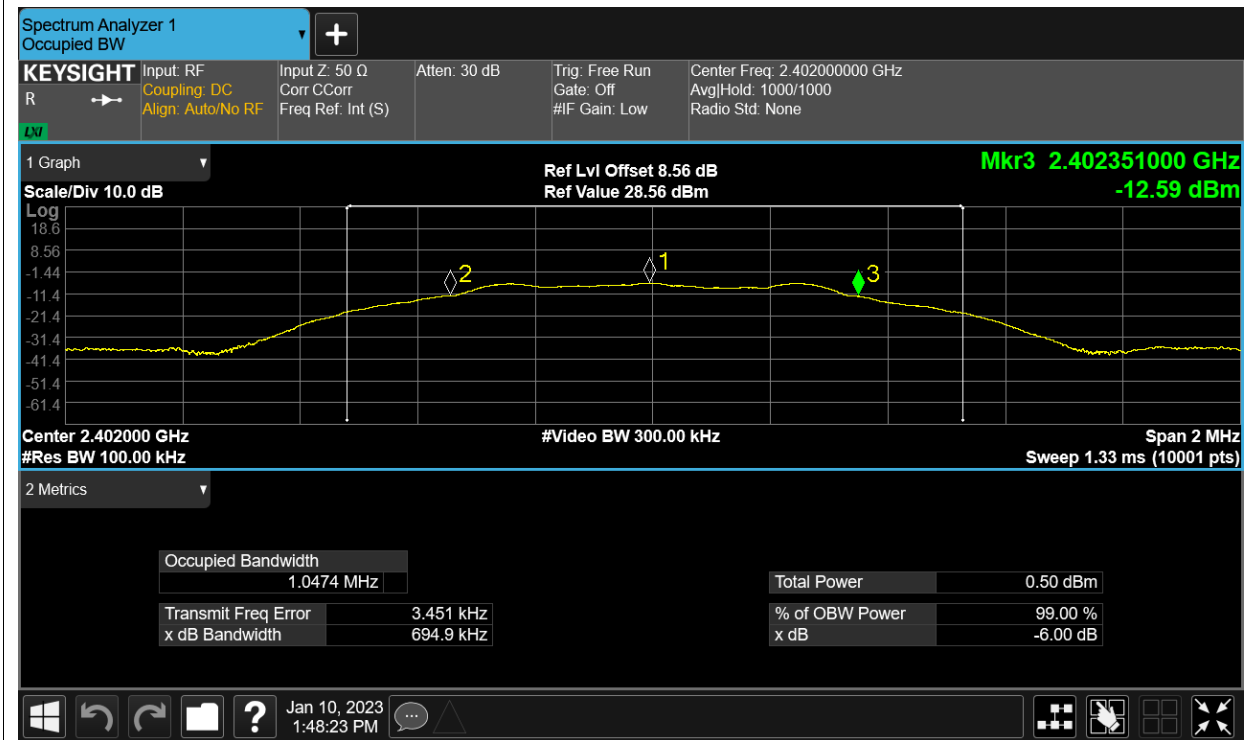 Spectrum Analyzer 1
Occupied BW
KEYSIGHT
R
LXI
Input: RF
Coupling: DC
Align: Auto/No RF
Input Z: 50 Ω
Corr CCorr
Freq Ref: Int (S)
Atten: 30 dB
Trig: Free Run
Gate: Off
#IF Gain: Low
Center Freq: 2.402000000 GHz
Avg|Hold: 1000/1000
Radio Std: None
1 Graph
Scale/Div 10.0 dB
Ref Lvl Offset 8.56 dB
Ref Value 28.56 dBm
Mkr3 2.402351000 GHz
-12.59 dBm
Log
18.6
8.56
-1.44
-11.4
-21.4
-31.4
-41.4
-51.4
-61.4
2
1
3
Center 2.402000 GHz
#Video BW 300.00 kHz
Span 2 MHz
#Res BW 100.00 kHz
Sweep 1.33 ms (10001 pts)
2 Metrics
Occupied Bandwidth
1.0474 MHz
Total Power 0.50 dBm
Transmit Freq Error 3.451 kHz
% of OBW Power 99.00 %
x dB Bandwidth 694.9 kHz
x dB -6.00 dB
?
Jan 10, 2023
1:48:23 PM